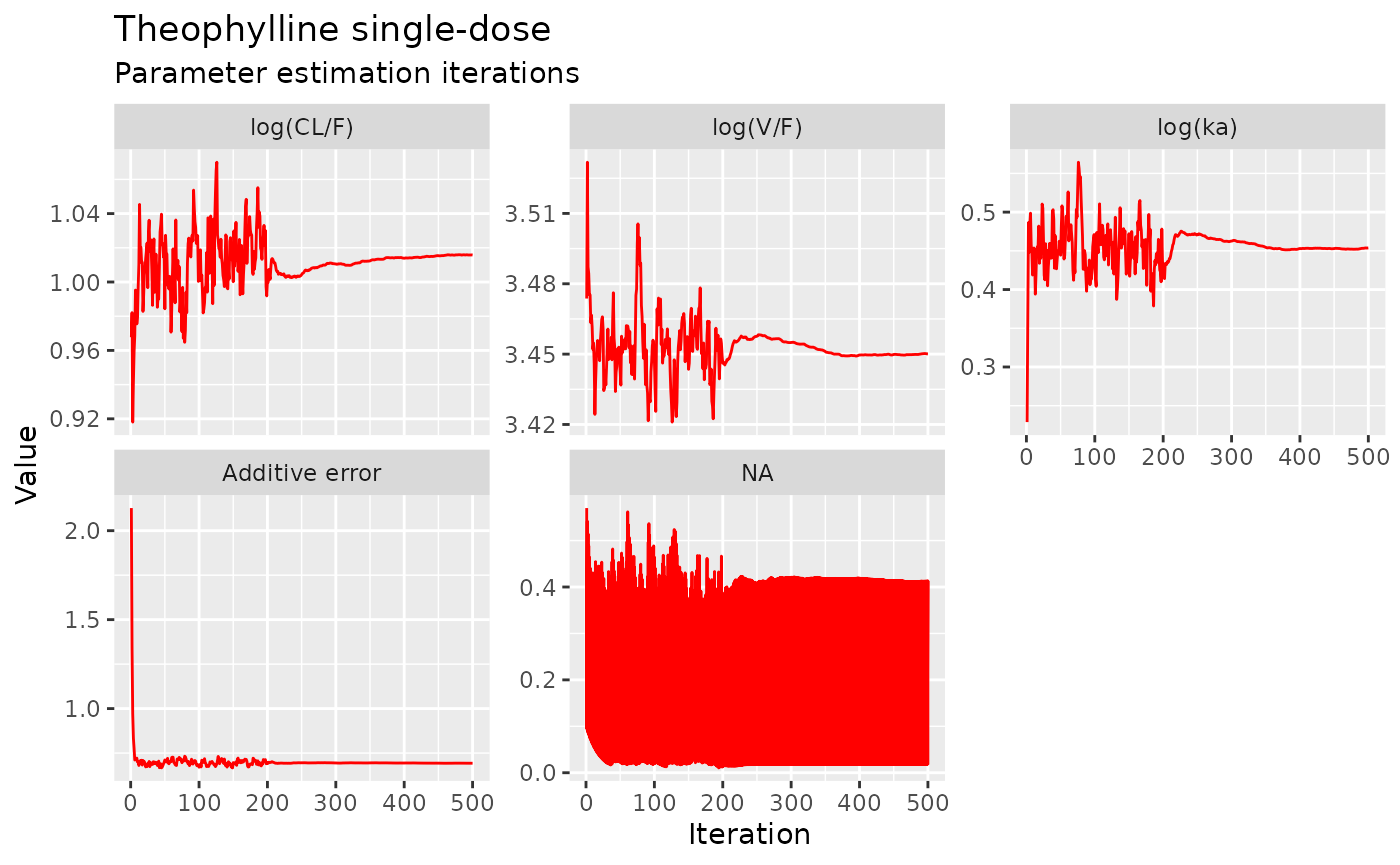 Theophylline single-dose
Parameter estimation iterations
log(CL/F)
log(V/F)
log(ka)
1.04
1.00
0.96
0.92
3.51
3.48
3.45
3.42
0.5
0.4
0.3
0 100 200 300 400 500
Value
Additive error
NA
2.0
1.5
1.0
0.4
0.2
0.0
0 100 200 300 400 500
0 100 200 300 400 500
Iteration